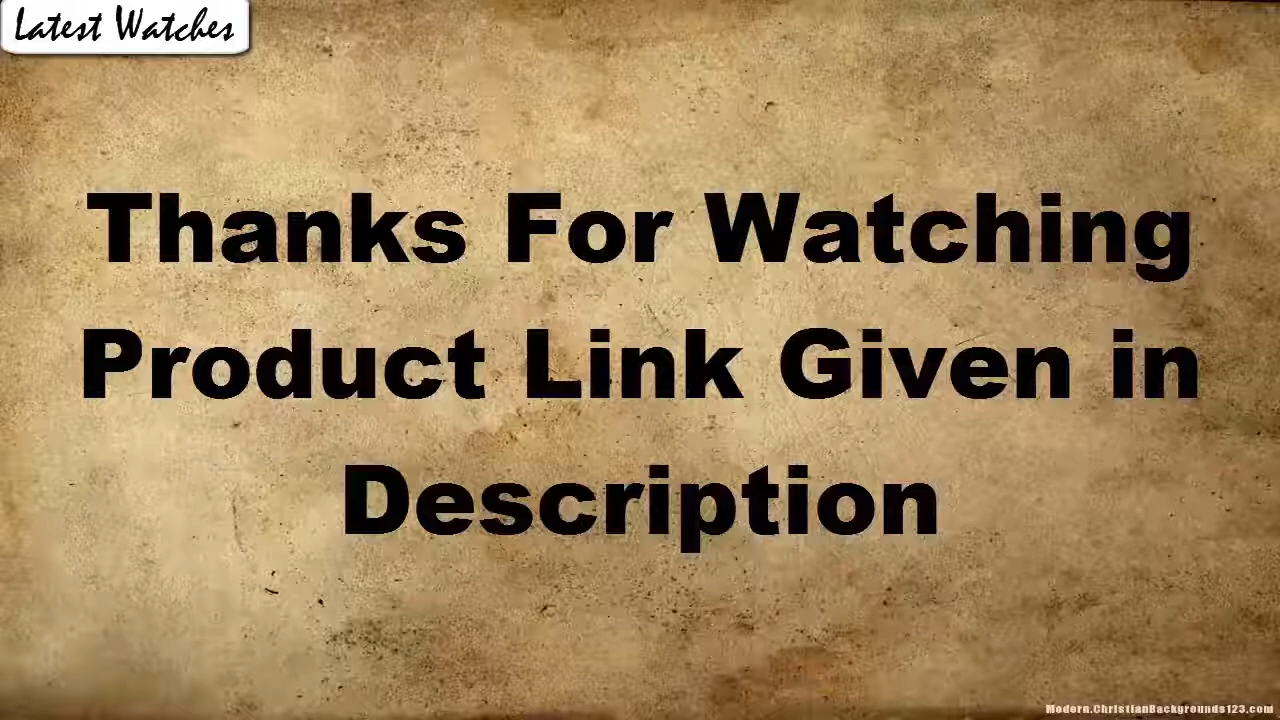 Latest Watches
Thanks For Watching
Product Link Given in
Description
Modern.ChristianBackgrounds123.com